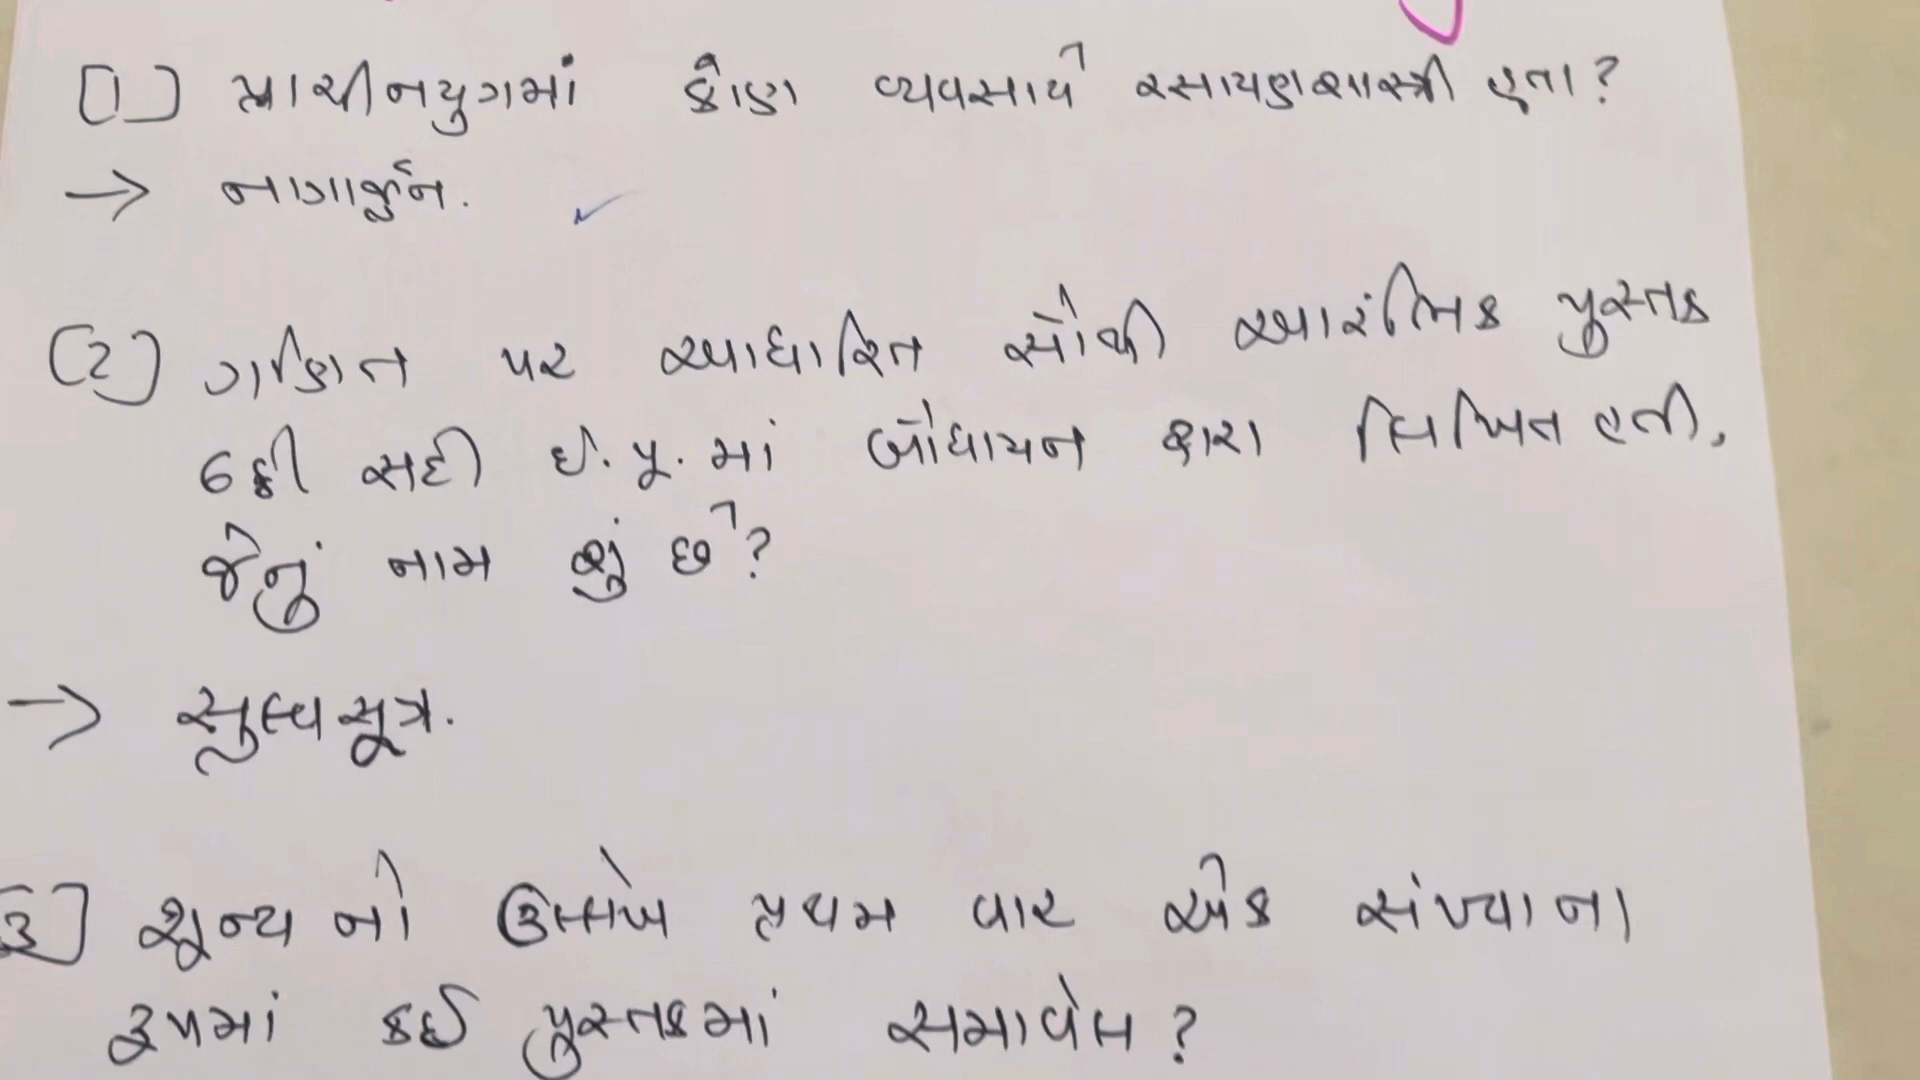 [1] પ્રાચીનયુગમાં કોણ વ્યવસાયે રસાયણશાસ્ત્રી હતા?
→ નાગાર્જુન.
[2] ગણિત પર આધારિત સૌથી આરંભિક પુસ્તક
6ઠ્ઠી સદી ઈ.પૂ.માં બૌધાયન દ્વારા લિખિત હતી,
જેનું નામ શું છે?
→ સુલ્વસૂત્ર.
3] શૂન્ય નો ઉલ્લેખ પ્રથમ વાર એક સંખ્યાના
રૂપમાં કઈ પુસ્તકમાં સમાવેલ?